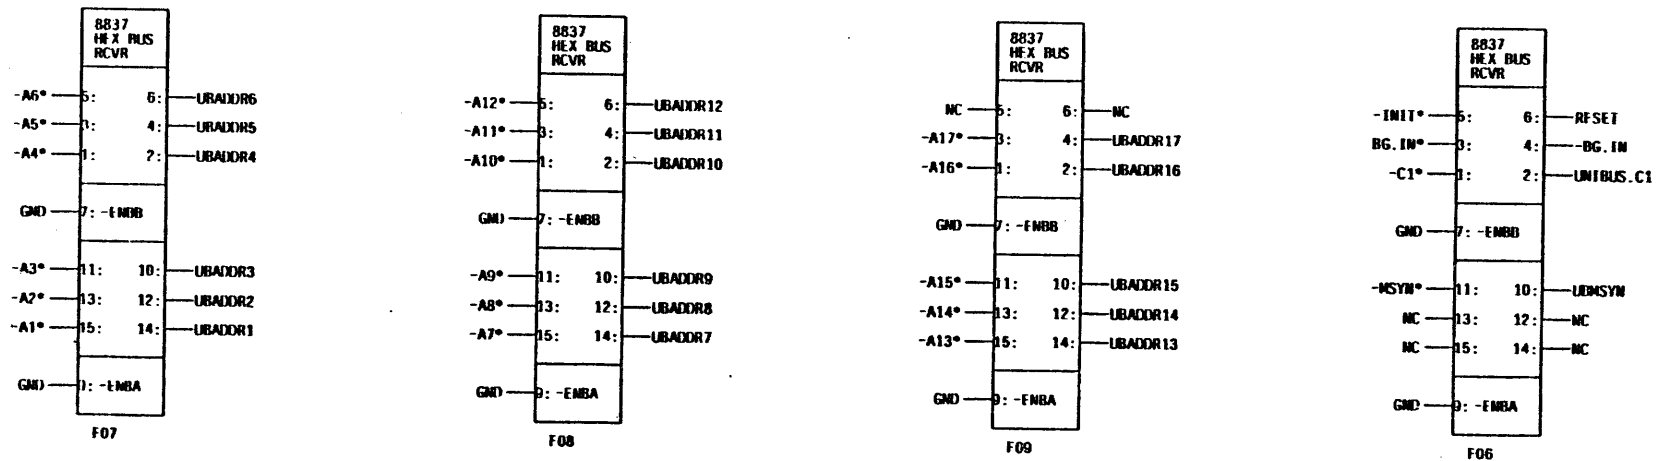 8837
HEX BUS
RCVR
-A6* 5: 6: UBADDR6
-A5* 3: 4: UBADDR5
-A4* 1: 2: UBADDR4
GND 7: -ENBB
-A3* 11: 10: UBADDR3
-A2* 13: 12: UBADDR2
-A1* 15: 14: UBADDR1
GND 9: -ENBA
F07
8837
HEX BUS
RCVR
-A12* 5: 6: UBADDR12
-A11* 3: 4: UBADDR11
-A10* 1: 2: UBADDR10
GND 7: -ENBB
-A9* 11: 10: UBADDR9
-A8* 13: 12: UBADDR8
-A7* 15: 14: UBADDR7
GND 9: -ENBA
F08
8837
HEX BUS
RCVR
NC 5: 6: NC
-A17* 3: 4: UBADDR17
-A16* 1: 2: UBADDR16
GND 7: -ENBB
-A15* 11: 10: UBADDR15
-A14* 13: 12: UBADDR14
-A13* 15: 14: UBADDR13
GND 9: -ENBA
F09
8837
HEX BUS
RCVR
-INIT* 5: 6: RESET
BG.IN* 3: 4: -BG.IN
-C1* 1: 2: UNIBUS.C1
GND 7: -ENBB
-MSYN* 11: 10: UBMSYN
NC 13: 12: NC
NC 15: 14: NC
GND 9: -ENBA
F06